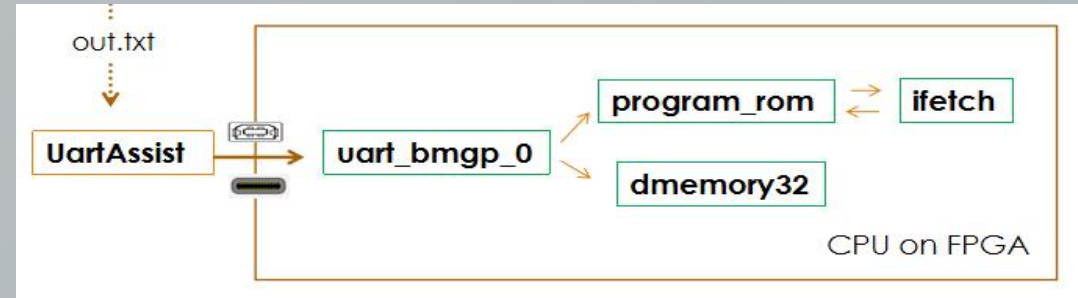 out.txt
UartAssist
uart_bmgp_0
program_rom
ifetch
dmemory32
CPU on FPGA